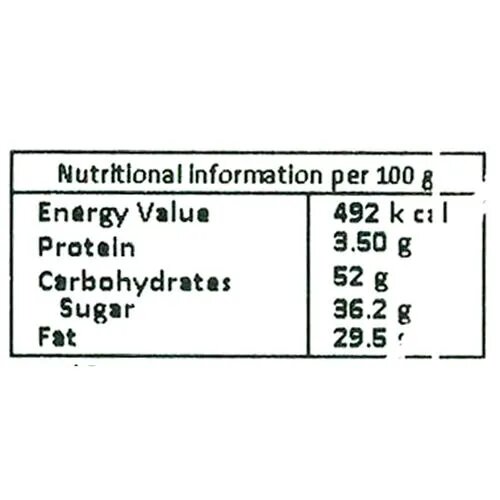 Nutritional information per 100 g
Energy Value 492 k cal
Protein 3.50 g
Carbohydrates 52 g
Sugar 36.2 g
Fat 29.5